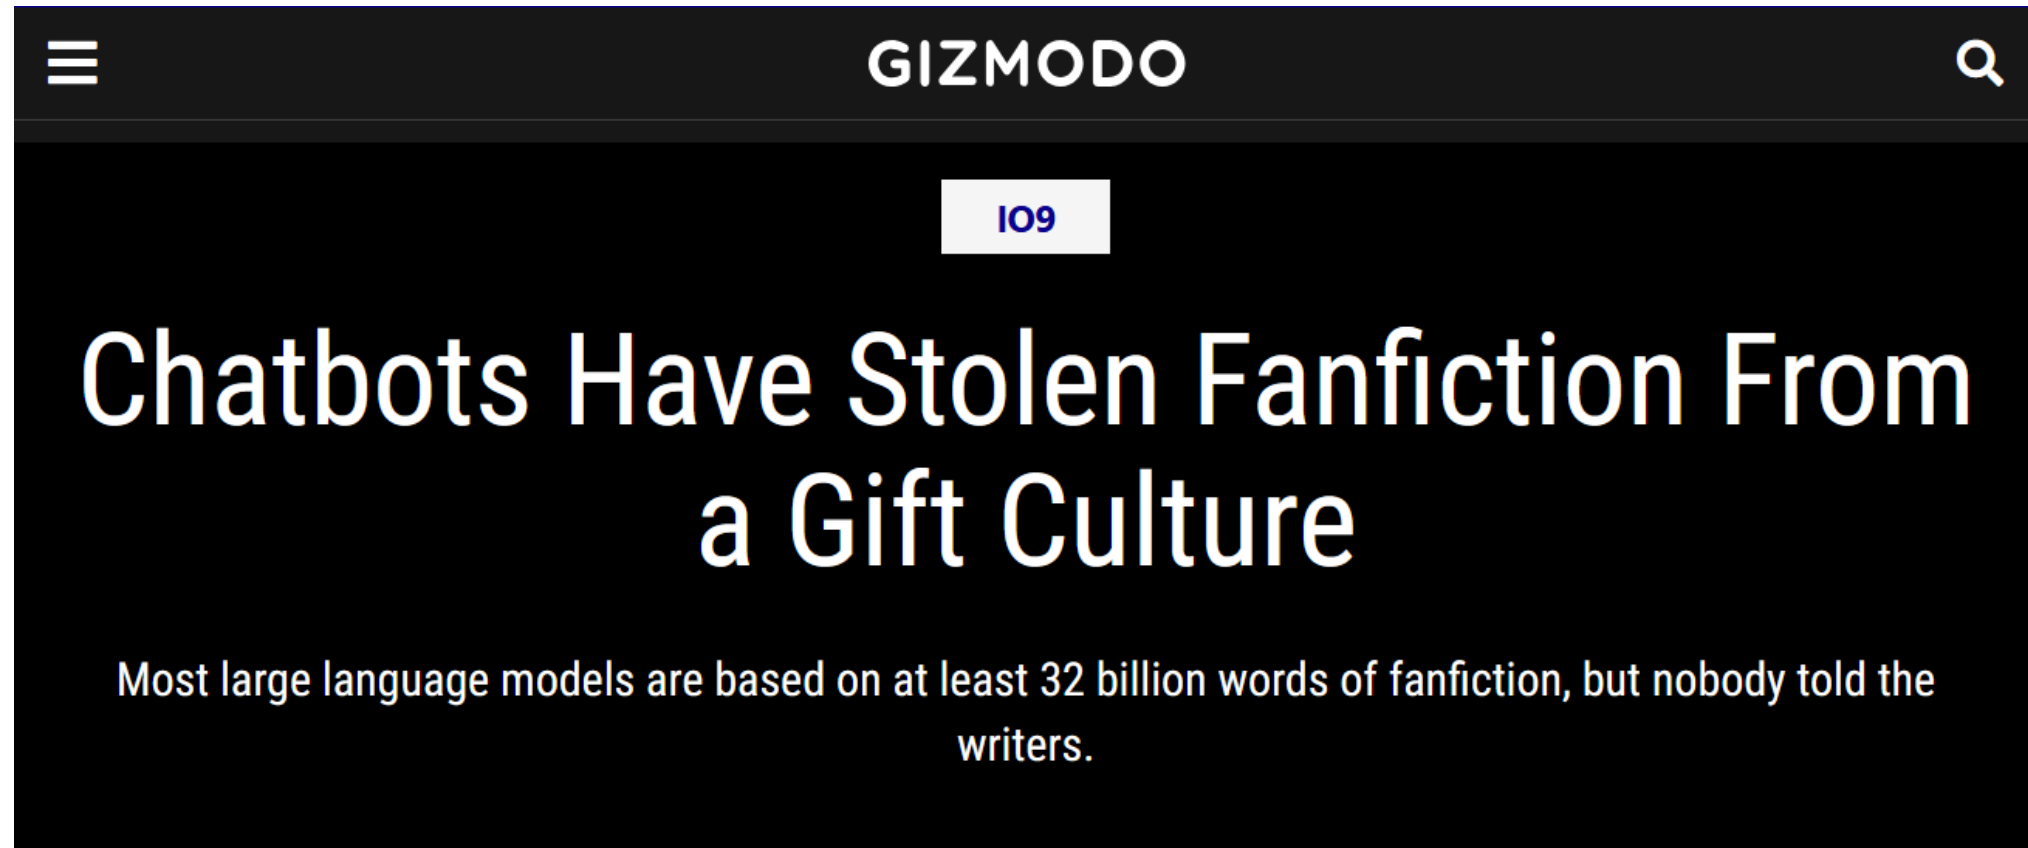 GIZMODO
IO9
Chatbots Have Stolen Fanfiction From
a Gift Culture
Most large language models are based on at least 32 billion words of fanfiction, but nobody told the
writers.